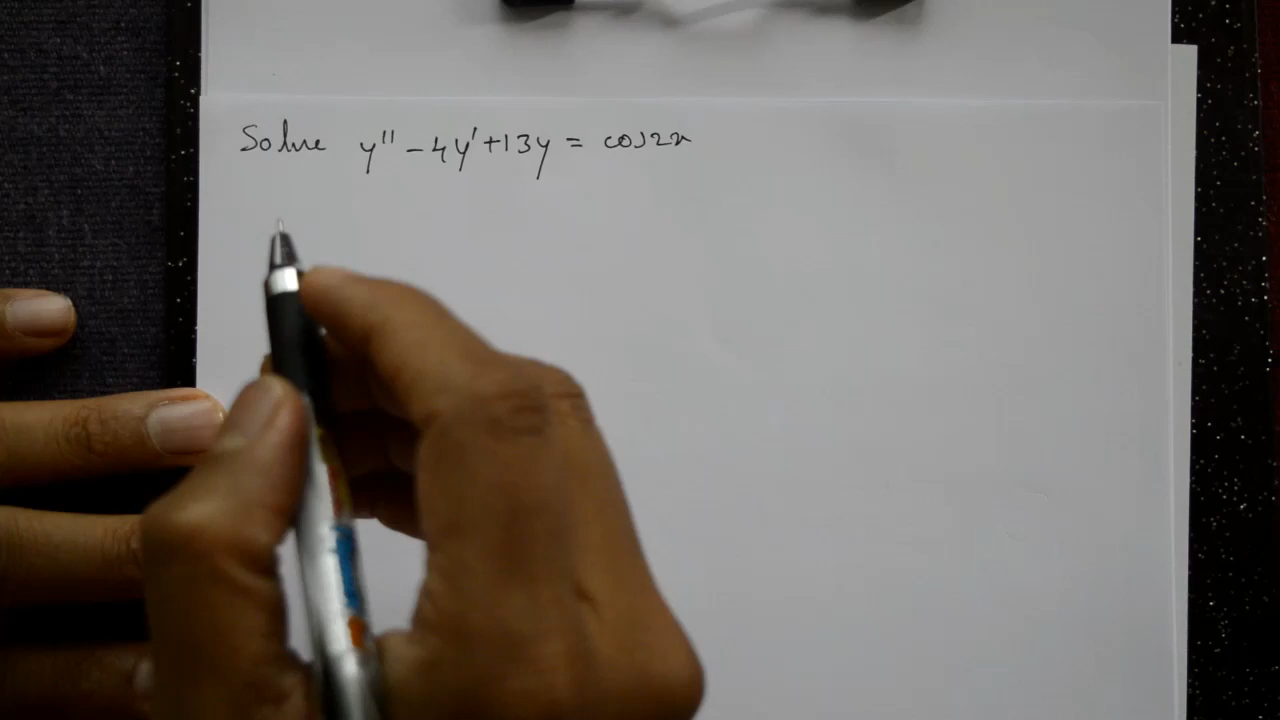 Solve y'' - 4y' + 13y = cos2x